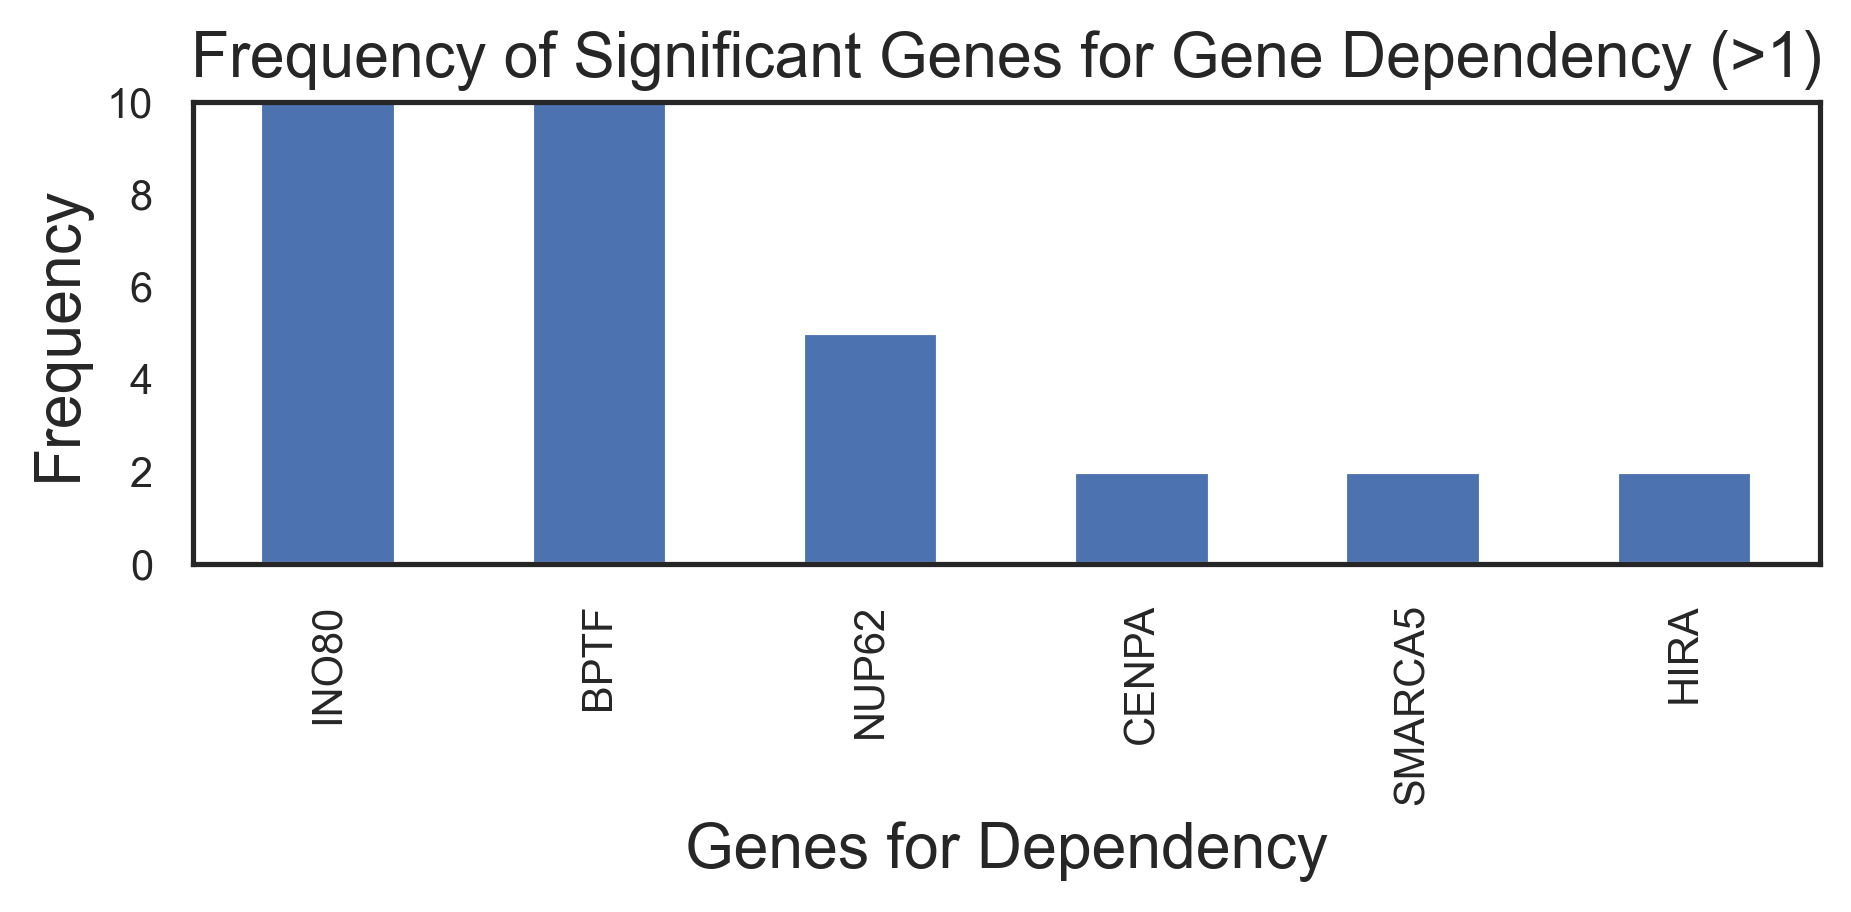 Frequency of Significant Genes for Gene Dependency (>1)
Frequency
10
8
6
4
2
0
INO80
BPTF
NUP62
CENPA
SMARCA5
HIRA
Genes for Dependency